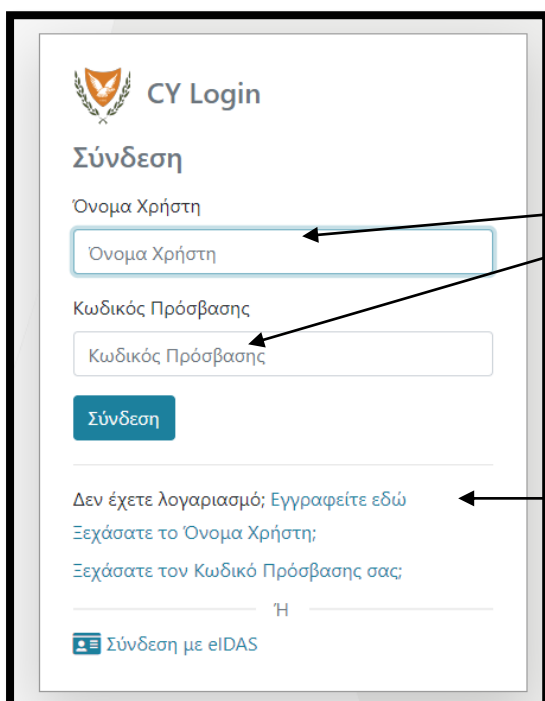 CY Login
Σύνδεση
Όνομα Χρήστη
Όνομα Χρήστη
Κωδικός Πρόσβασης
Κωδικός Πρόσβασης
Σύνδεση
Δεν έχετε λογαριασμό; Εγγραφείτε εδώ
Ξεχάσατε το Όνομα Χρήστη;
Ξεχάσατε τον Κωδικό Πρόσβασης σας;
Ή
Σύνδεση με eIDAS